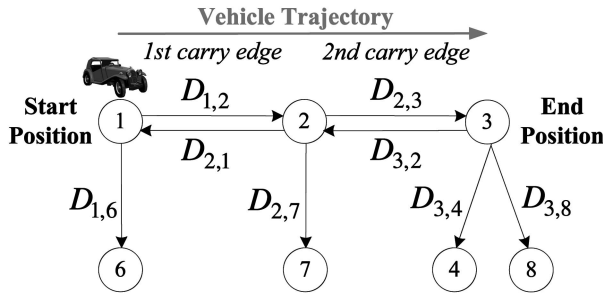 Vehicle Trajectory
1st carry edge 2nd carry edge
Start Position
1
D1,2
2
D2,3
3
End Position
D2,1
D3,2
D1,6
D2,7
D3,4
D3,8
6
7
4
8